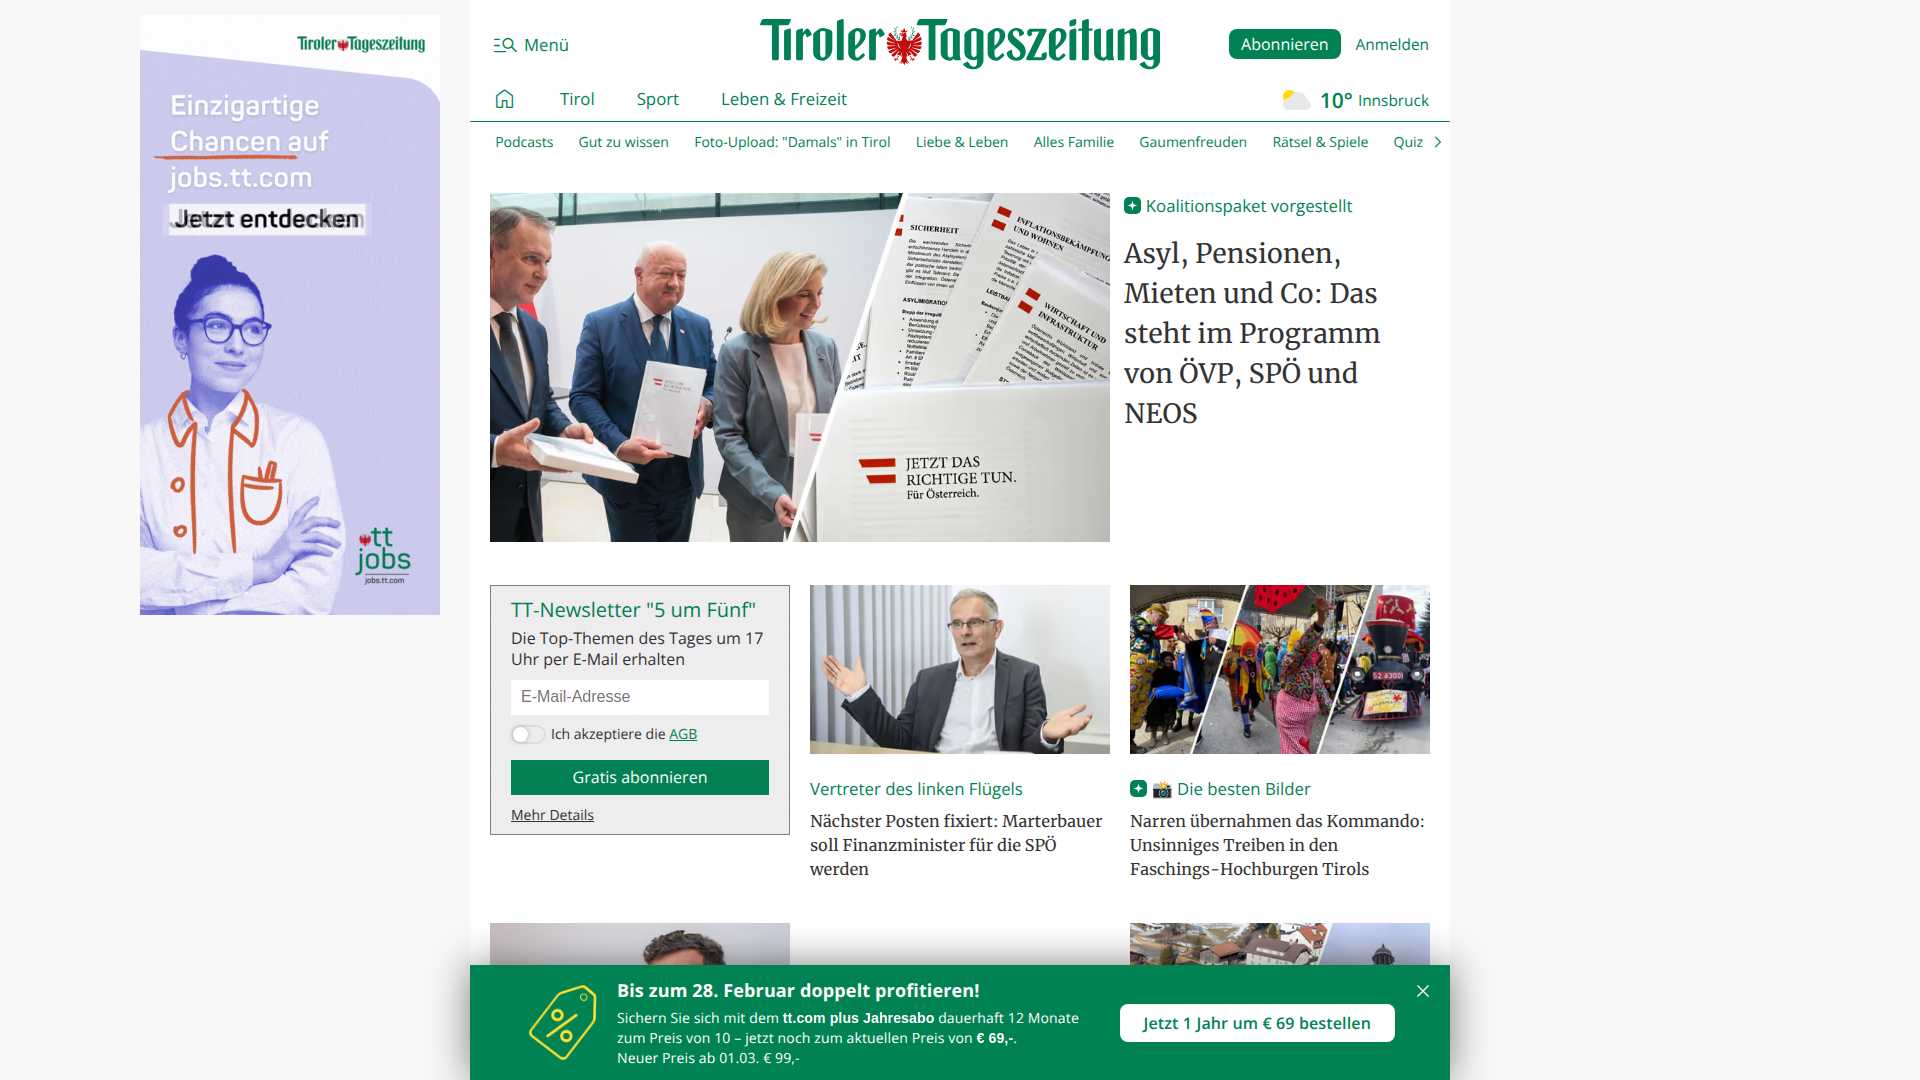 Tiroler Tageszeitung
Einzigartige
Chancen auf
jobs.tt.com
Jetzt entdecken
tt
jobs
jobs.tt.com
Menü
Tiroler Tageszeitung
Abonnieren
Anmelden
Tirol
Sport
Leben & Freizeit
10° Innsbruck
Podcasts
Gut zu wissen
Foto-Upload: "Damals" in Tirol
Liebe & Leben
Alles Familie
Gaumenfreuden
Rätsel & Spiele
Quiz
SICHERHEIT
INFLATIONSBEKÄMPFUNG
UND WOHNEN
WIRTSCHAFT UND
INFRASTRUKTUR
JETZT DAS
RICHTIGE TUN.
Für Österreich.
Koalitionspaket vorgestellt
Asyl, Pensionen,
Mieten und Co: Das
steht im Programm
von ÖVP, SPÖ und
NEOS
TT-Newsletter "5 um Fünf"
Die Top-Themen des Tages um 17
Uhr per E-Mail erhalten
E-Mail-Adresse
Ich akzeptiere die AGB
Gratis abonnieren
Mehr Details
Vertreter des linken Flügels
Nächster Posten fixiert: Marterbauer
soll Finanzminister für die SPÖ
werden
Die besten Bilder
Narren übernahmen das Kommando:
Unsinniges Treiben in den
Faschings-Hochburgen Tirols
Bis zum 28. Februar doppelt profitieren!
Sichern Sie sich mit dem tt.com plus Jahresabo dauerhaft 12 Monate
zum Preis von 10 – jetzt noch zum aktuellen Preis von € 69,-.
Neuer Preis ab 01.03. € 99,-
Jetzt 1 Jahr um € 69 bestellen